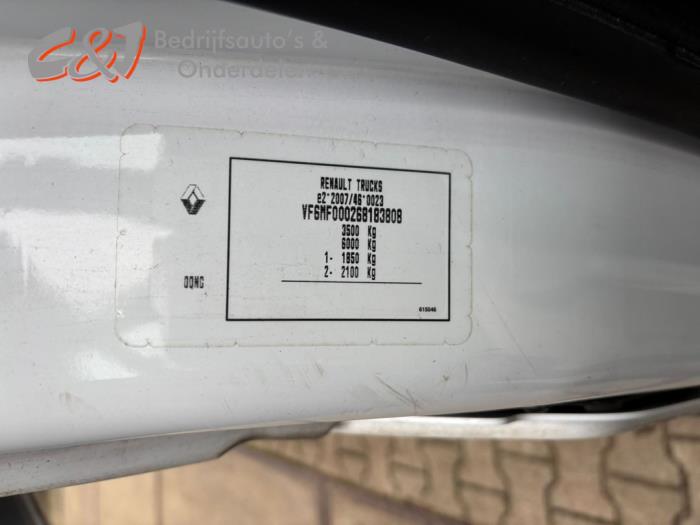 C&J Bedrijfsauto's &
Onderdelen
RENAULT TRUCKS
e2*2007/46*0023
VF6MF000268183808
3500 Kg
6000 Kg
1- 1850 Kg
2- 2100 Kg
OQMG
615046